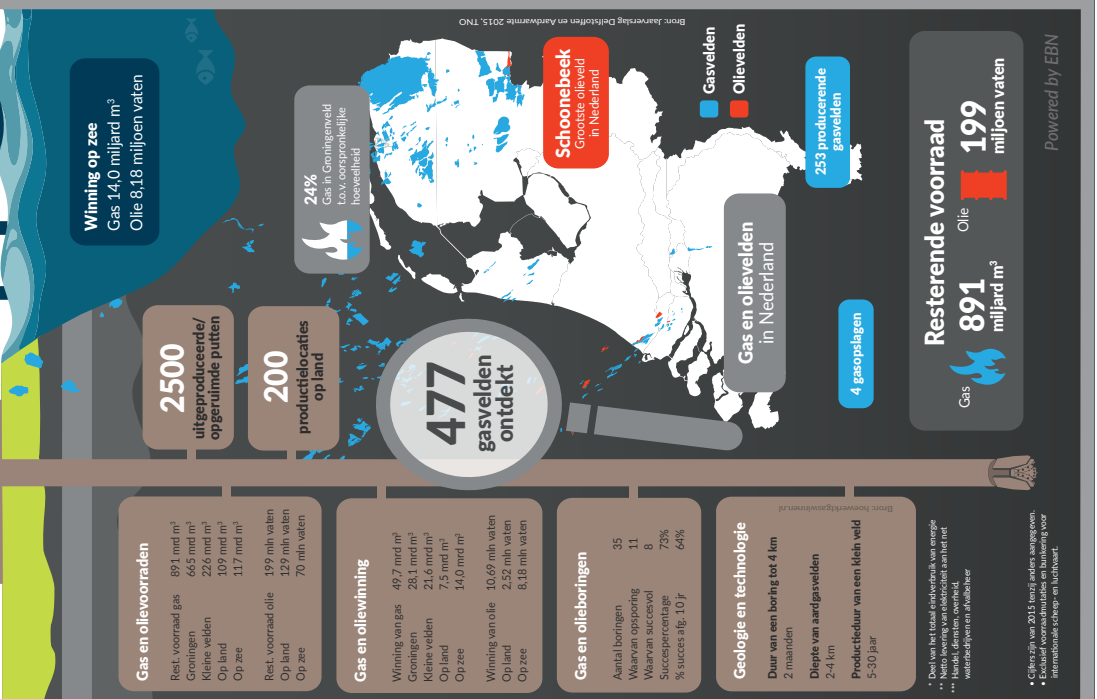 Gas en olievoorraden
Rest. voorraad gas 891 mrd m³
Groningen 665 mrd m³
Kleine velden 226 mrd m³
Op land 109 mrd m³
Op zee 117 mrd m³
Rest. voorraad olie 199 mln vaten
Op land 129 mln vaten
Op zee 70 mln vaten
Gas en oliewinning
Winning van gas 49,7 mrd m³
Groningen 28,1 mrd m³
Kleine velden 21,6 mrd m³
Op land 7,5 mrd m³
Op zee 14,0 mrd m³
Winning van olie 10,69 mln vaten
Op land 2,52 mln vaten
Op zee 8,18 mln vaten
Gas en olieboringen
Aantal boringen 35
Waarvan opsporing 11
Waarvan succesvol 8
Succespercentage 73%
% succes afg. 10 jr 64%
Geologie en technologie
Duur van een boring tot 4 km
2 maanden
Diepte van aardgasvelden
2-4 km
Productieduur van een klein veld
5-30 jaar
Bron: hoewerktgaswinnen.nl
* Deel van het totaal eindverbruik van energie
** Netto levering van elektriciteit aan het net
*** Handel, diensten, overheid,
waterbedrijven en afvalbeheer
• Cijfers zijn van 2015 tenzij anders aangegeven.
• Exclusief voorraadmutaties en bunkering voor
internationale scheep- en luchtvaart.
2500
uitgeproduceerde/
opgeruimde putten
200
productielocaties
op land
477
gasvelden
ontdekt
Winning op zee
Gas 14,0 miljard m³
Olie 8,18 miljoen vaten
24%
Gas in Groningenveld
t.o.v. oorspronkelijke
hoeveelheid
Bron: Jaarverslag Delfstoffen en Aardwarmte 2015, TNO
Schoonebeek
Grootste olieveld
in Nederland
Gasvelden
Olievelden
Gas en olievelden
in Nederland
253 producerende
gasvelden
4 gasopslagen
Resterende voorraad
Gas 891
miljard m³
Olie 199
miljoen vaten
Powered by EBN